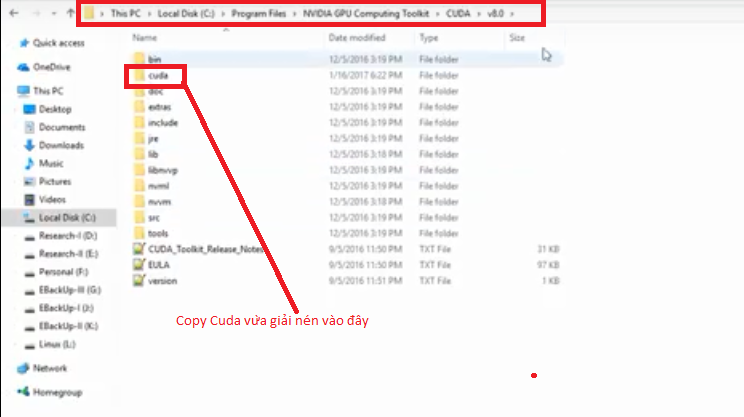 This PC > Local Disk (C:) > Program Files > NVIDIA GPU Computing Toolkit > CUDA > v8.0 >
Name Date modified Type Size
Quick access
OneDrive
This PC
Desktop
Documents
Downloads
Music
Pictures
Videos
Local Disk (C:)
Research-I (D:)
Research-II (E:)
Personal (F:)
EBackUp-III (G:)
EBackUp-I (J:)
EBackUp-II (K:)
Linux (L:)
Network
Homegroup
bin 12/5/2016 3:19 PM File folder
cuda 1/16/2017 6:22 PM File folder
doc 12/5/2016 3:19 PM File folder
extras 12/5/2016 3:19 PM File folder
include 12/5/2016 3:19 PM File folder
jre 12/5/2016 3:19 PM File folder
lib 12/5/2016 3:18 PM File folder
libnvvp 12/5/2016 3:19 PM File folder
nvml 12/5/2016 3:19 PM File folder
nvvm 12/5/2016 3:18 PM File folder
src 12/5/2016 3:19 PM File folder
tools 12/5/2016 3:19 PM File folder
CUDA_Toolkit_Release_Notes 9/5/2016 11:50 PM TXT File 31 KB
EULA 9/5/2016 11:50 PM TXT File 97 KB
version 9/5/2016 11:51 PM TXT File 1 KB
Copy Cuda vứa giải nén vào đây